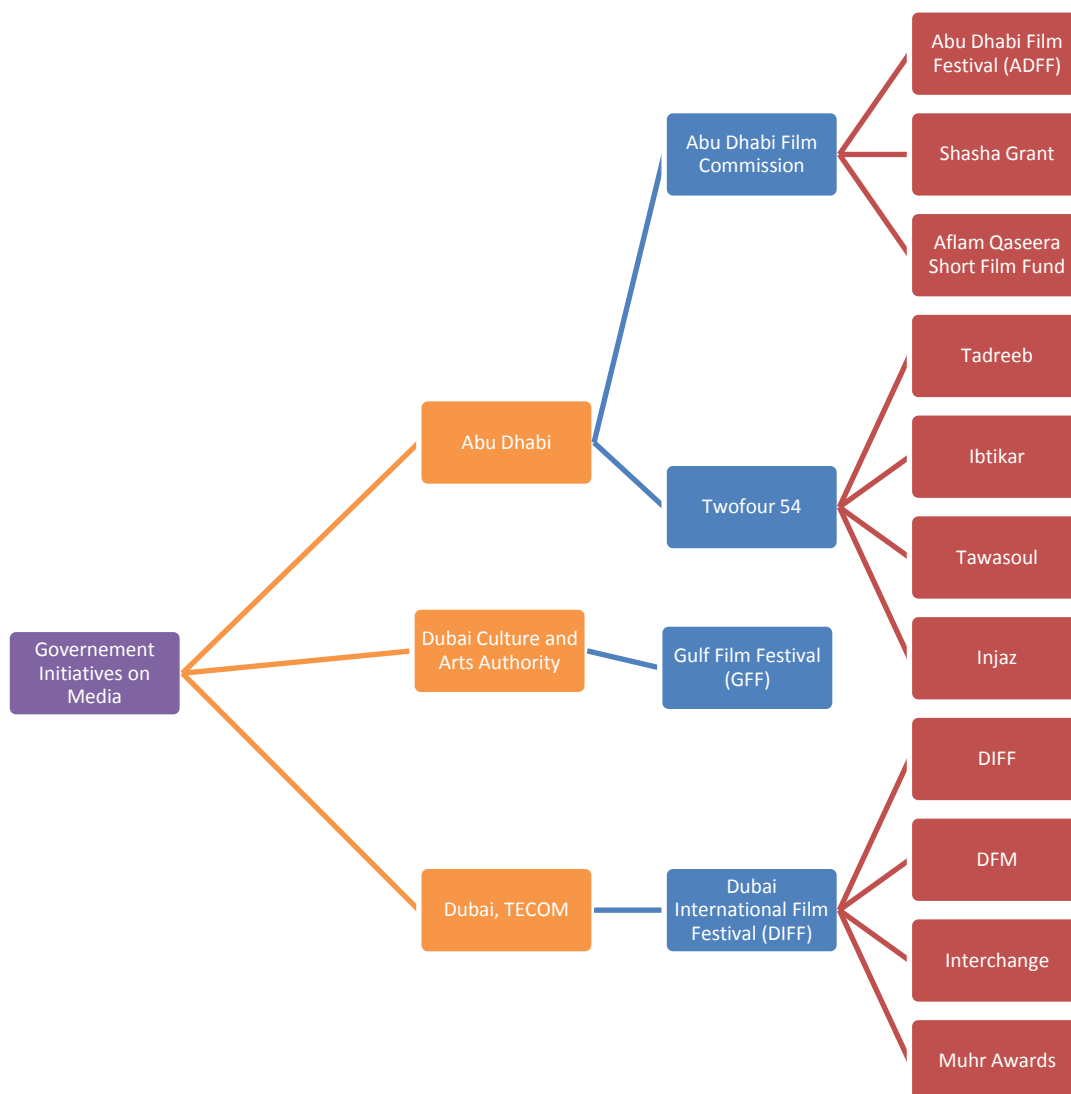 Governement
Initiatives on
Media
Abu Dhabi
Abu Dhabi Film
Commission
Abu Dhabi Film
Festival (ADFF)
Shasha Grant
Aflam Qaseera
Short Film Fund
Twofour 54
Tadreeb
Ibtikar
Tawasoul
Injaz
Dubai Culture and
Arts Authority
Gulf Film Festival
(GFF)
Dubai, TECOM
Dubai
International Film
Festival (DIFF)
DIFF
DFM
Interchange
Muhr Awards